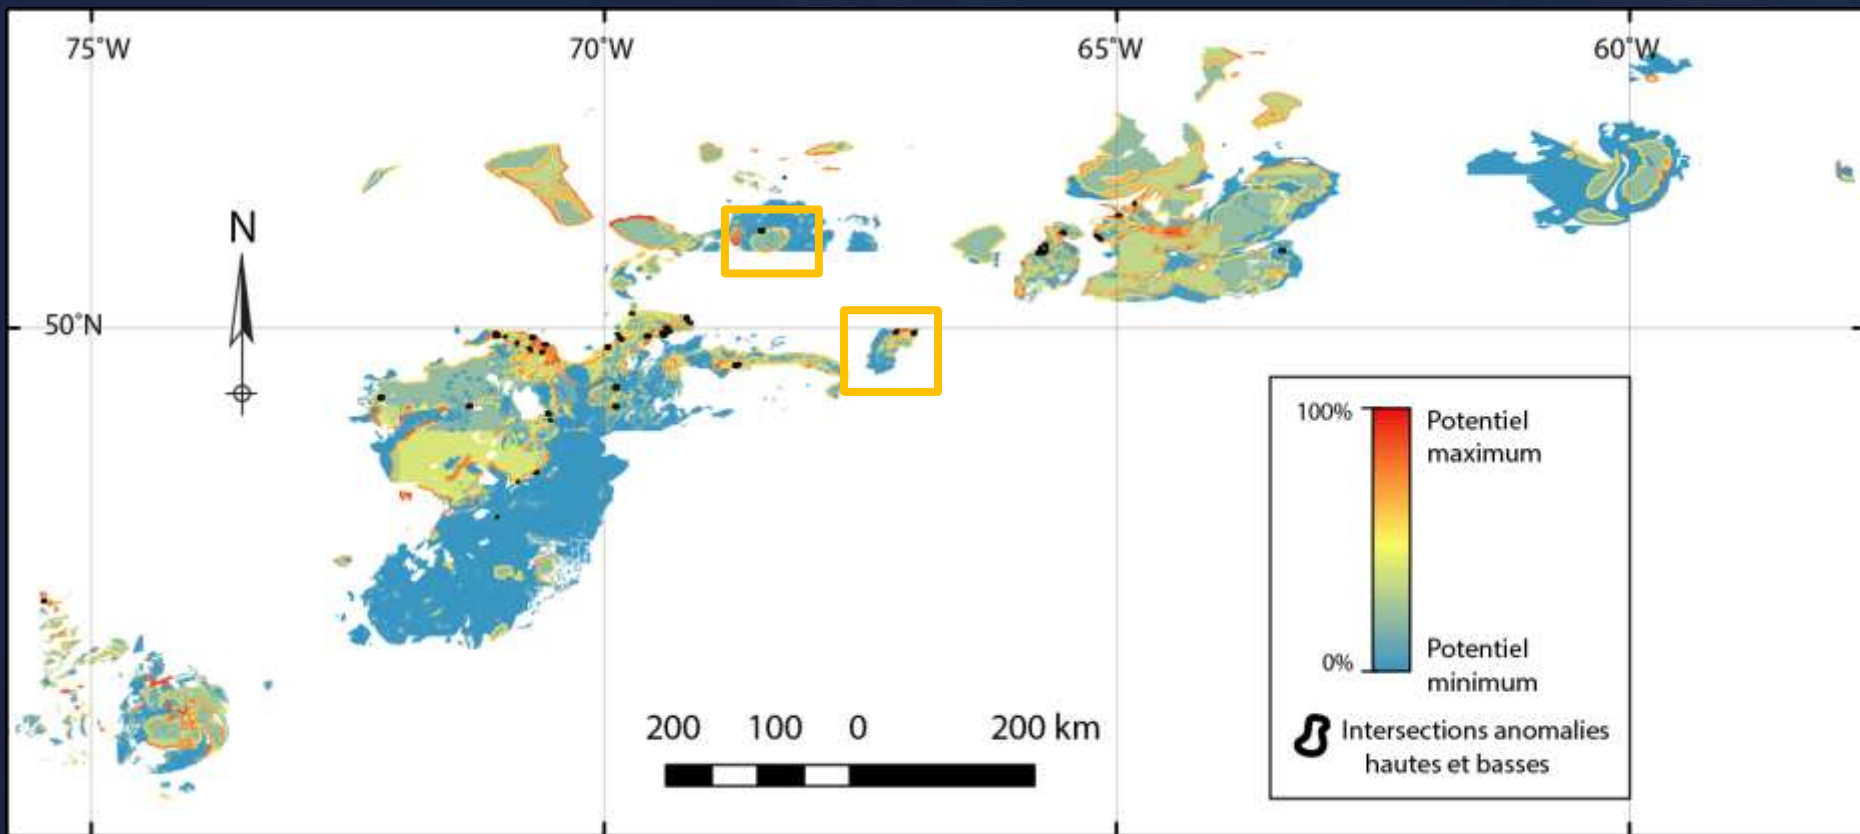 75°W
70°W
65°W
60°W
N
50°N
100%
Potentiel
maximum
0%
Potentiel
minimum
200 100 0 200 km
Intersections anomalies
hautes et basses